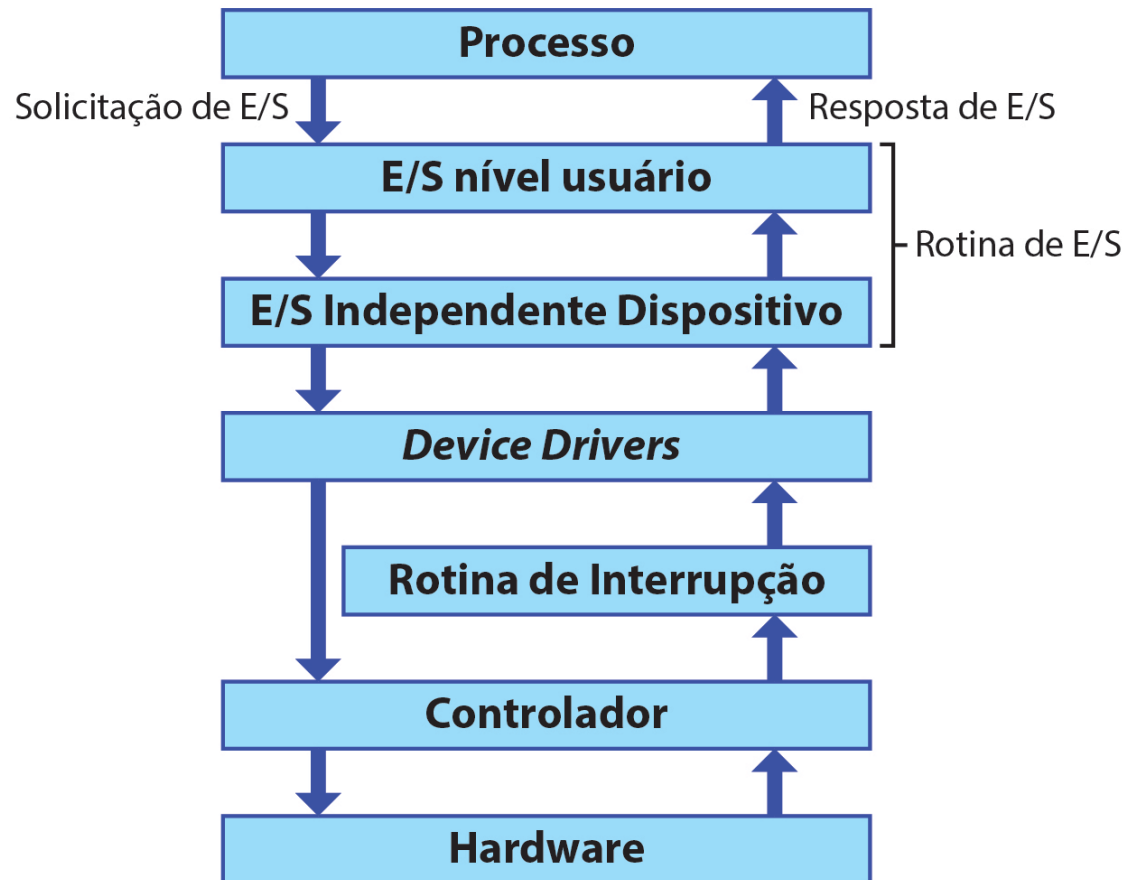 Processo
Solicitação de E/S
Resposta de E/S
E/S nível usuário
Rotina de E/S
E/S Independente Dispositivo
Device Drivers
Rotina de Interrupção
Controlador
Hardware